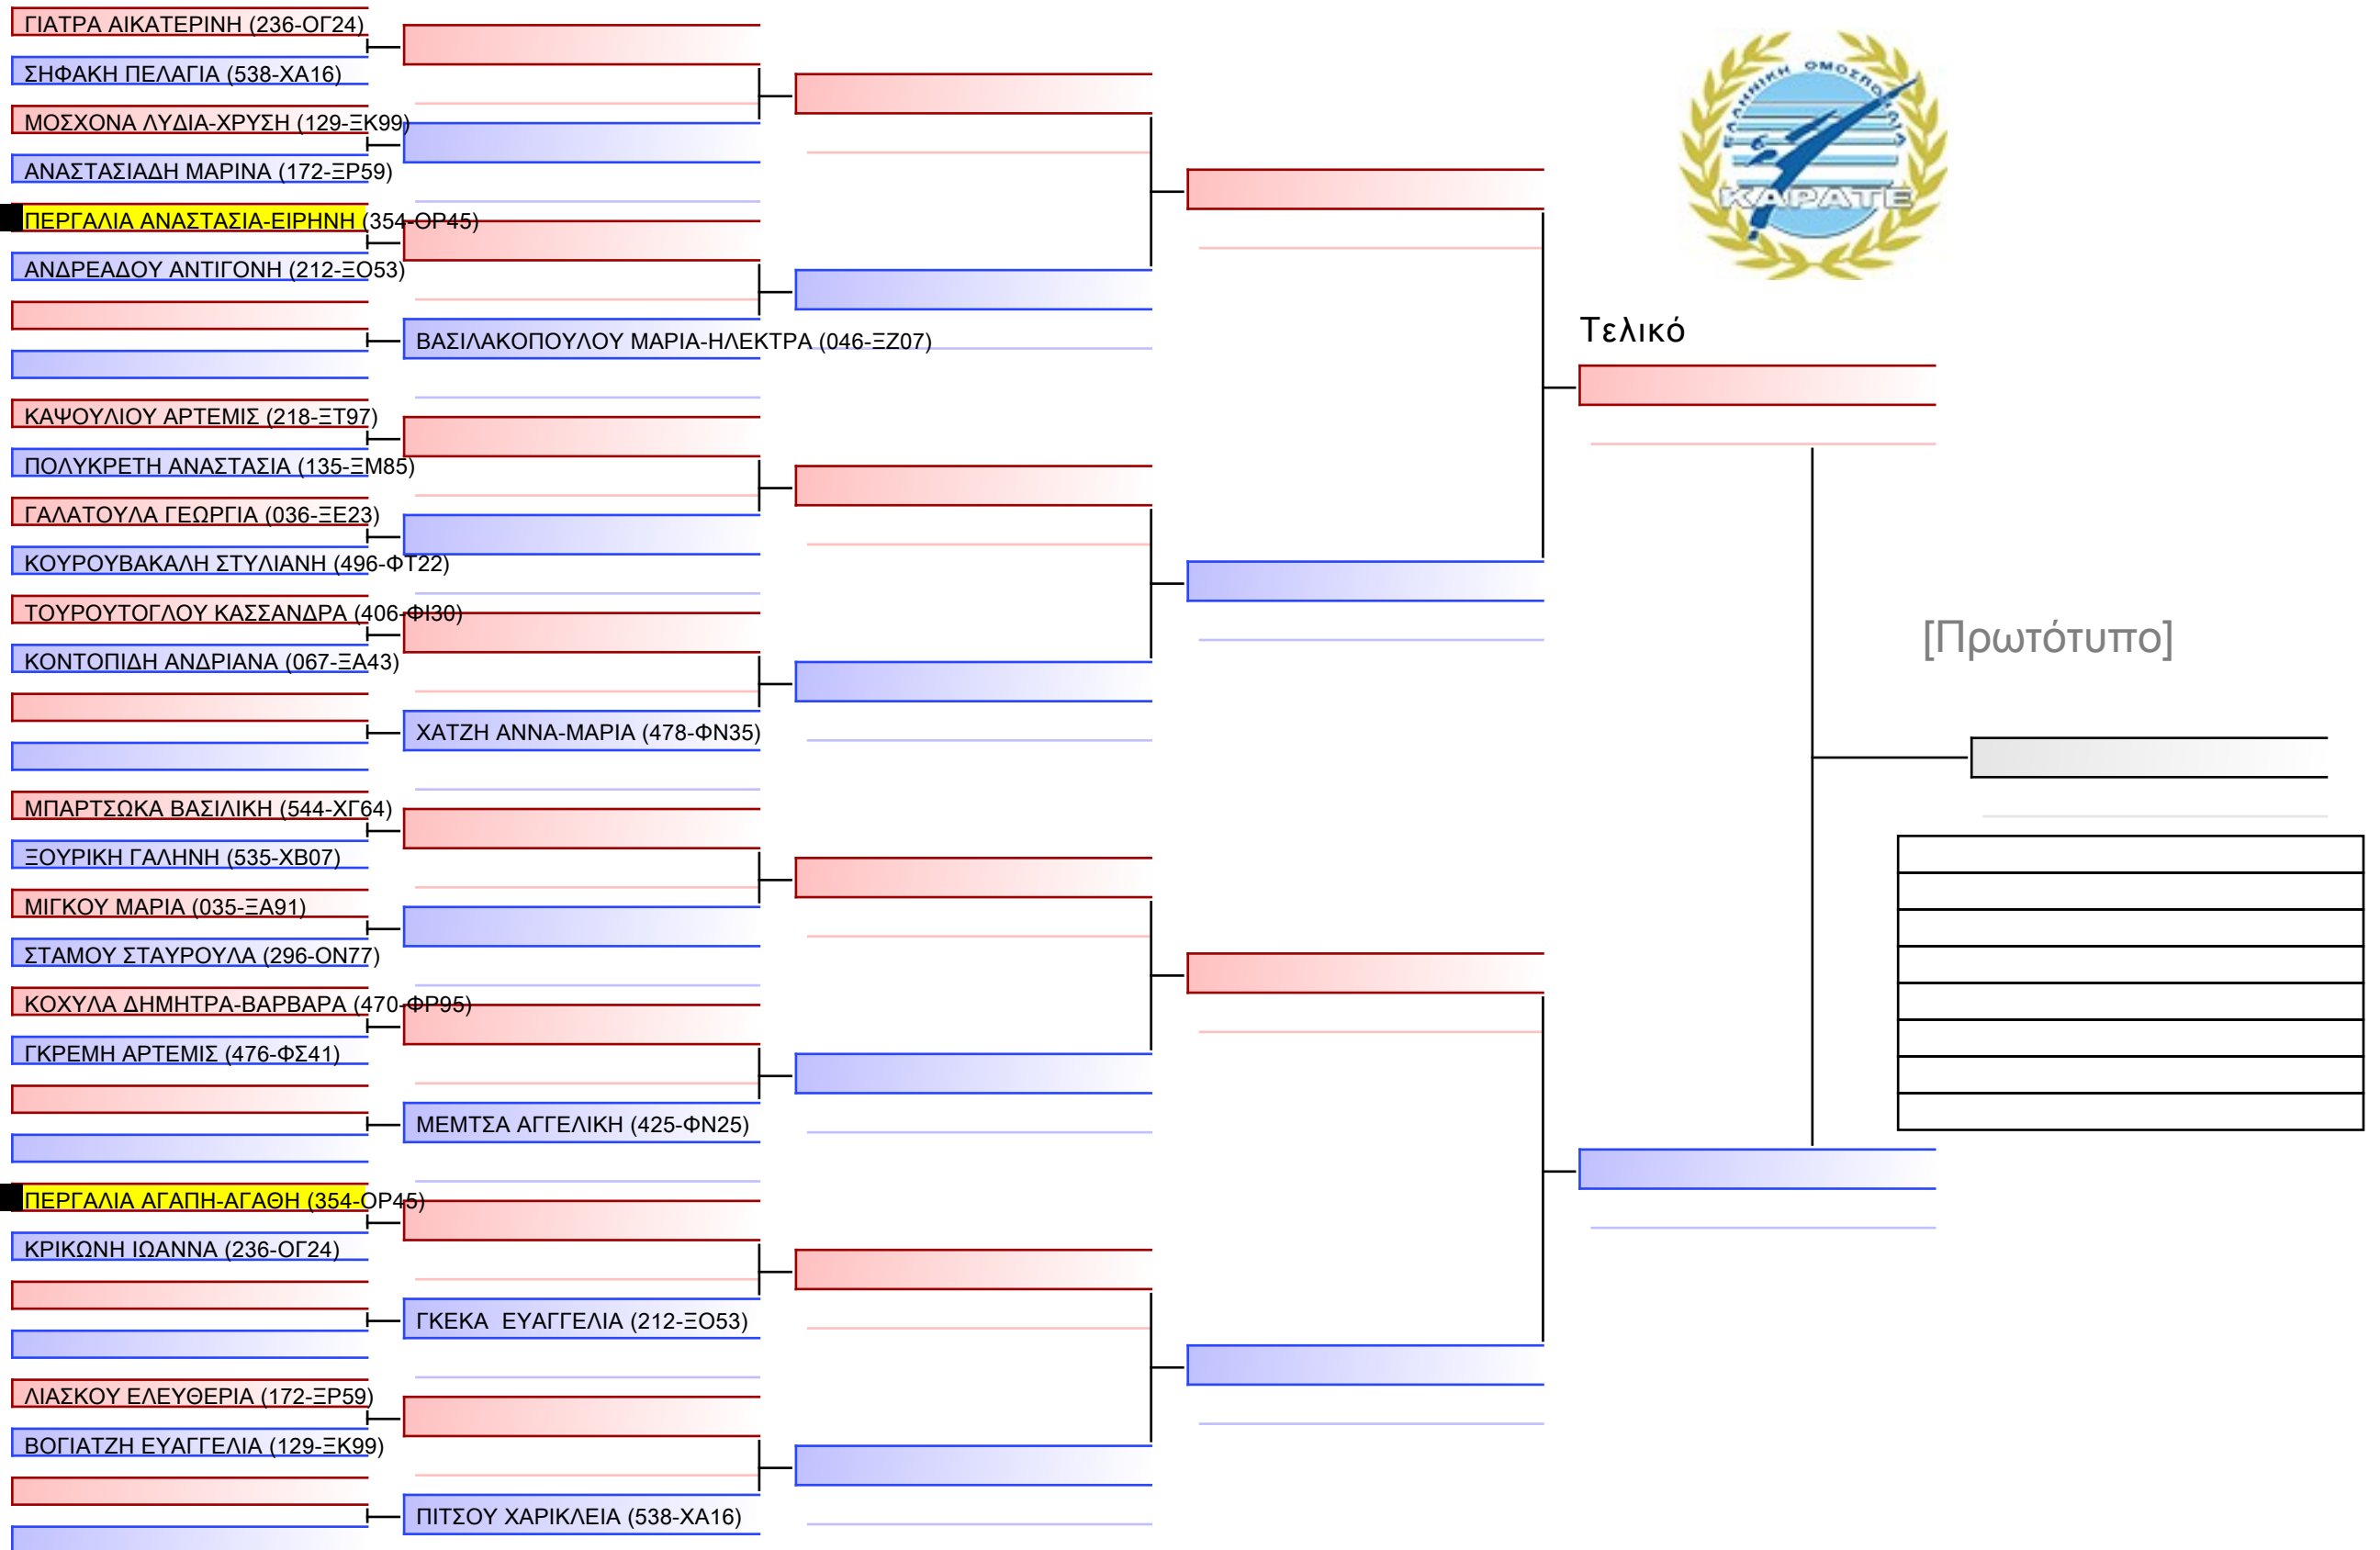 ΓΙΑΤΡΑ ΑΙΚΑΤΕΡΙΝΗ (236-ΟΓ24)
ΣΗΦΑΚΗ ΠΕΛΑΓΙΑ (538-ΧΑ16)
ΜΟΣΧΟΝΑ ΛΥΔΙΑ-ΧΡΥΣΗ (129-ΞΚ99)
ΑΝΑΣΤΑΣΙΑΔΗ ΜΑΡΙΝΑ (172-ΞΡ59)
ΠΕΡΓΑΛΙΑ ΑΝΑΣΤΑΣΙΑ-ΕΙΡΗΝΗ (354-ΟΡ45)
ΑΝΔΡΕΑΔΟΥ ΑΝΤΙΓΟΝΗ (212-ΞΟ53)
ΒΑΣΙΛΑΚΟΠΟΥΛΟΥ ΜΑΡΙΑ-ΗΛΕΚΤΡΑ (046-ΞΖ07)
ΚΑΨΟΥΛΙΟΥ ΑΡΤΕΜΙΣ (218-ΞΤ97)
ΠΟΛΥΚΡΕΤΗ ΑΝΑΣΤΑΣΙΑ (135-ΞΜ85)
ΓΑΛΑΤΟΥΛΑ ΓΕΩΡΓΙΑ (036-ΞΕ23)
ΚΟΥΡΟΥΒΑΚΑΛΗ ΣΤΥΛΙΑΝΗ (496-ΦΤ22)
ΤΟΥΡΟΥΤΟΓΛΟΥ ΚΑΣΣΑΝΔΡΑ (406-ΦΙ30)
ΚΟΝΤΟΠΙΔΗ ΑΝΔΡΙΑΝΑ (067-ΞΑ43)
ΧΑΤΖΗ ΑΝΝΑ-ΜΑΡΙΑ (478-ΦΝ35)
ΜΠΑΡΤΣΩΚΑ ΒΑΣΙΛΙΚΗ (544-ΧΓ64)
ΞΟΥΡΙΚΗ ΓΑΛΗΝΗ (535-ΧΒ07)
ΜΙΓΚΟΥ ΜΑΡΙΑ (035-ΞΑ91)
ΣΤΑΜΟΥ ΣΤΑΥΡΟΥΛΑ (296-ΟΝ77)
ΚΟΧΥΛΑ ΔΗΜΗΤΡΑ-ΒΑΡΒΑΡΑ (470-ΦΡ95)
ΓΚΡΕΜΗ ΑΡΤΕΜΙΣ (476-ΦΣ41)
ΜΕΜΤΣΑ ΑΓΓΕΛΙΚΗ (425-ΦΝ25)
ΠΕΡΓΑΛΙΑ ΑΓΑΠΗ-ΑΓΑΘΗ (354-ΟΡ45)
ΚΡΙΚΩΝΗ ΙΩΑΝΝΑ (236-ΟΓ24)
ΓΚΕΚΑ  ΕΥΑΓΓΕΛΙΑ (212-ΞΟ53)
ΛΙΑΣΚΟΥ ΕΛΕΥΘΕΡΙΑ (172-ΞΡ59)
ΒΟΓΙΑΤΖΗ ΕΥΑΓΓΕΛΙΑ (129-ΞΚ99)
ΠΙΤΣΟΥ ΧΑΡΙΚΛΕΙΑ (538-ΧΑ16)
ΕΛΛΗΝΙΚΗ ΟΜΟΣΠΟΝΔΙΑ
ΚΑΡΑΤΕ
Τελικό
[Πρωτότυπο]